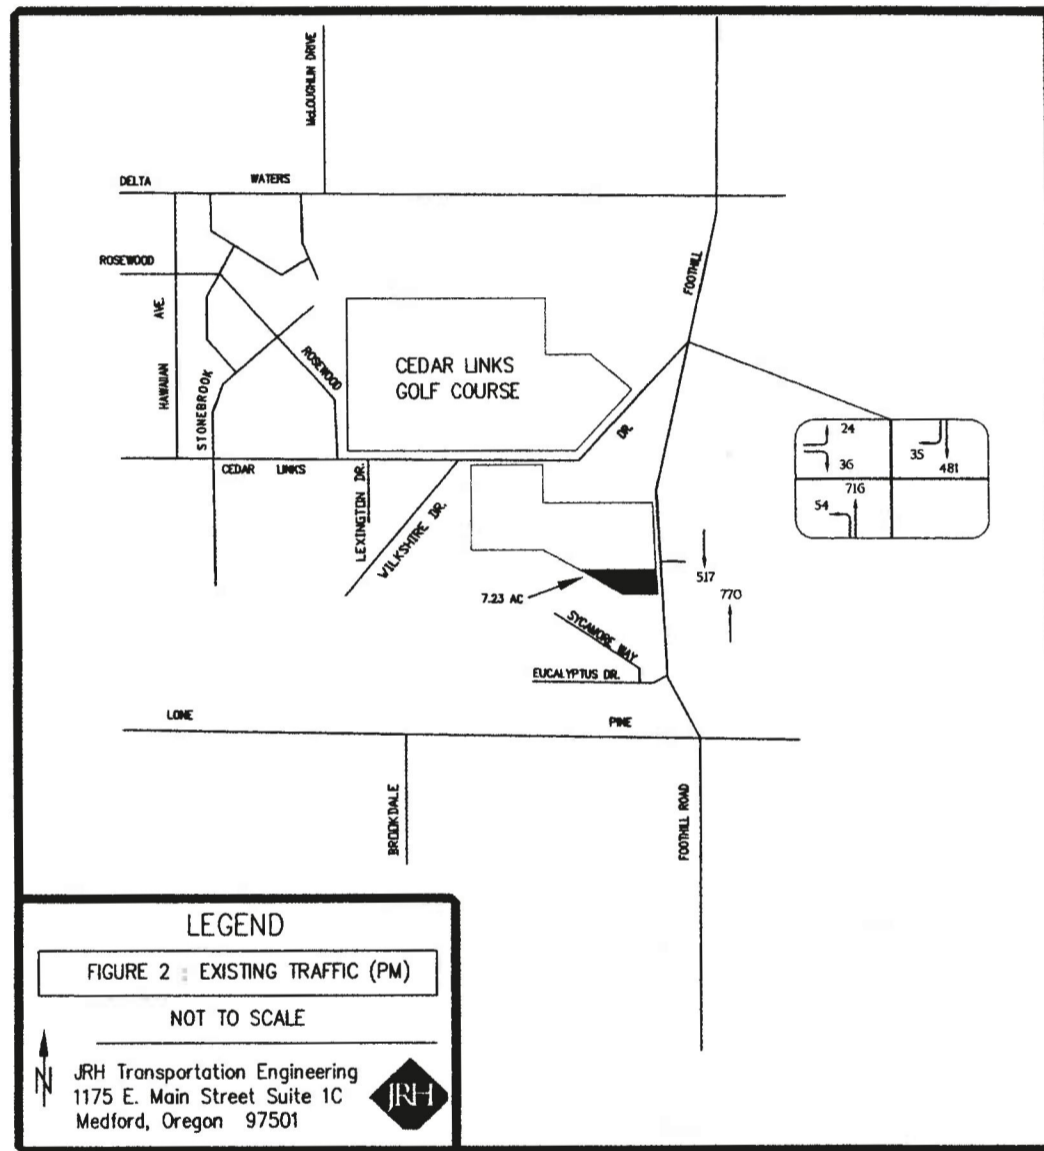 McLOUGHLIN DRIVE
DELTA WATERS
ROSEWOOD
FOOTHILL
HAWAIIAN AVE.
STONEBROOK
ROSEWOOD
CEDAR LINKS
GOLF COURSE
DR.
CEDAR LINKS
LEXINGTON DR.
WILKSHIRE DR.
24
36
35
481
54
716
517
770
7.23 AC
SYCAMORE WAY
EUCALYPTUS DR.
LONE PINE
BROOKDALE
FOOTHILL ROAD
LEGEND
FIGURE 2 : EXISTING TRAFFIC (PM)
NOT TO SCALE
N
JRH Transportation Engineering
1175 E. Main Street Suite 1C
Medford, Oregon 97501
JRH